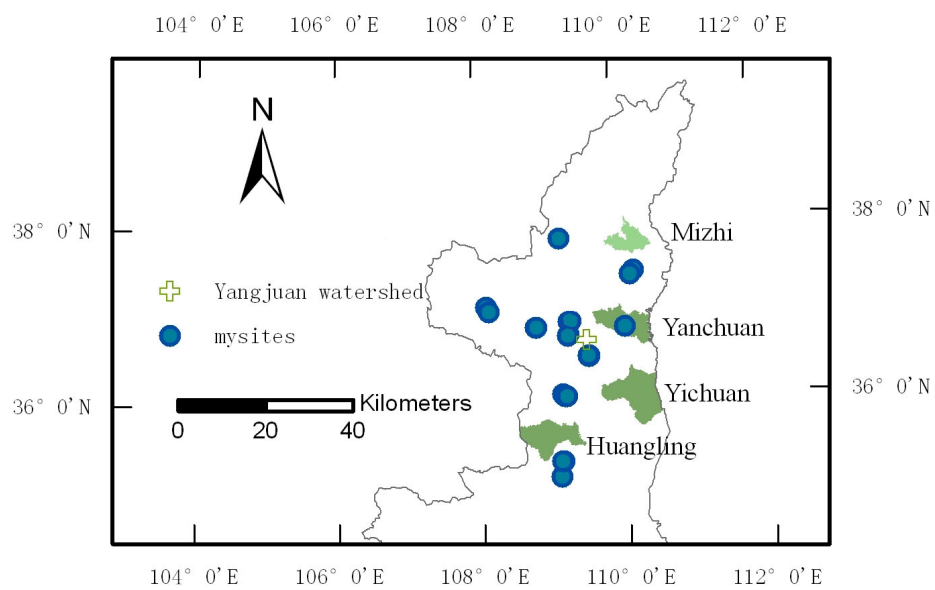 104° 0'E 106° 0'E 108° 0'E 110° 0'E 112° 0'E
N
38° 0'N
38° 0'N
Mizhi
Yangjuan watershed
mysites
Yanchuan
Yichuan
36° 0'N
36° 0'N
Kilometers
0 20 40
Huangling
104° 0'E 106° 0'E 108° 0'E 110° 0'E 112° 0'E